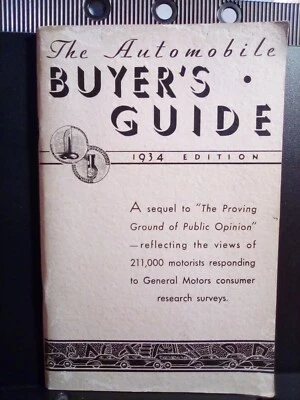 The Automobile
BUYER'S •
GUIDE
1934 EDITION
A sequel to "The Proving
Ground of Public Opinion"
—reflecting the views of
211,000 motorists responding
to General Motors consumer
research surveys.